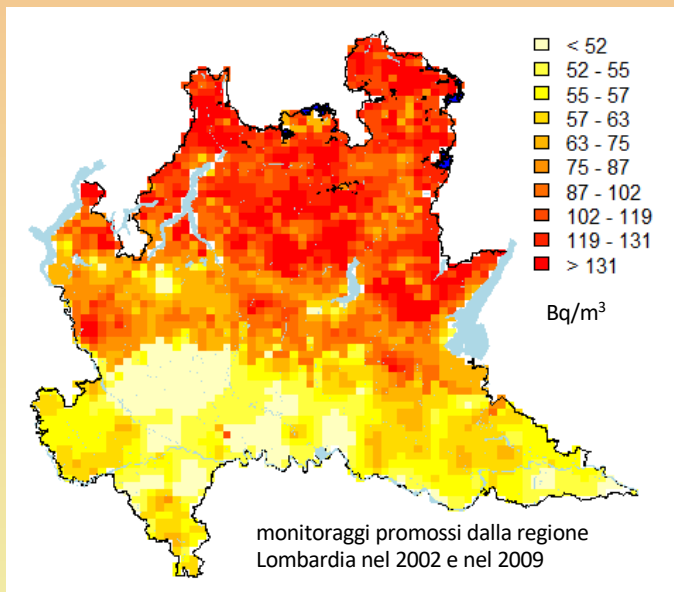 < 52
52 - 55
55 - 57
57 - 63
63 - 75
75 - 87
87 - 102
102 - 119
119 - 131
> 131
Bq/m³
monitoraggi promossi dalla regione
Lombardia nel 2002 e nel 2009